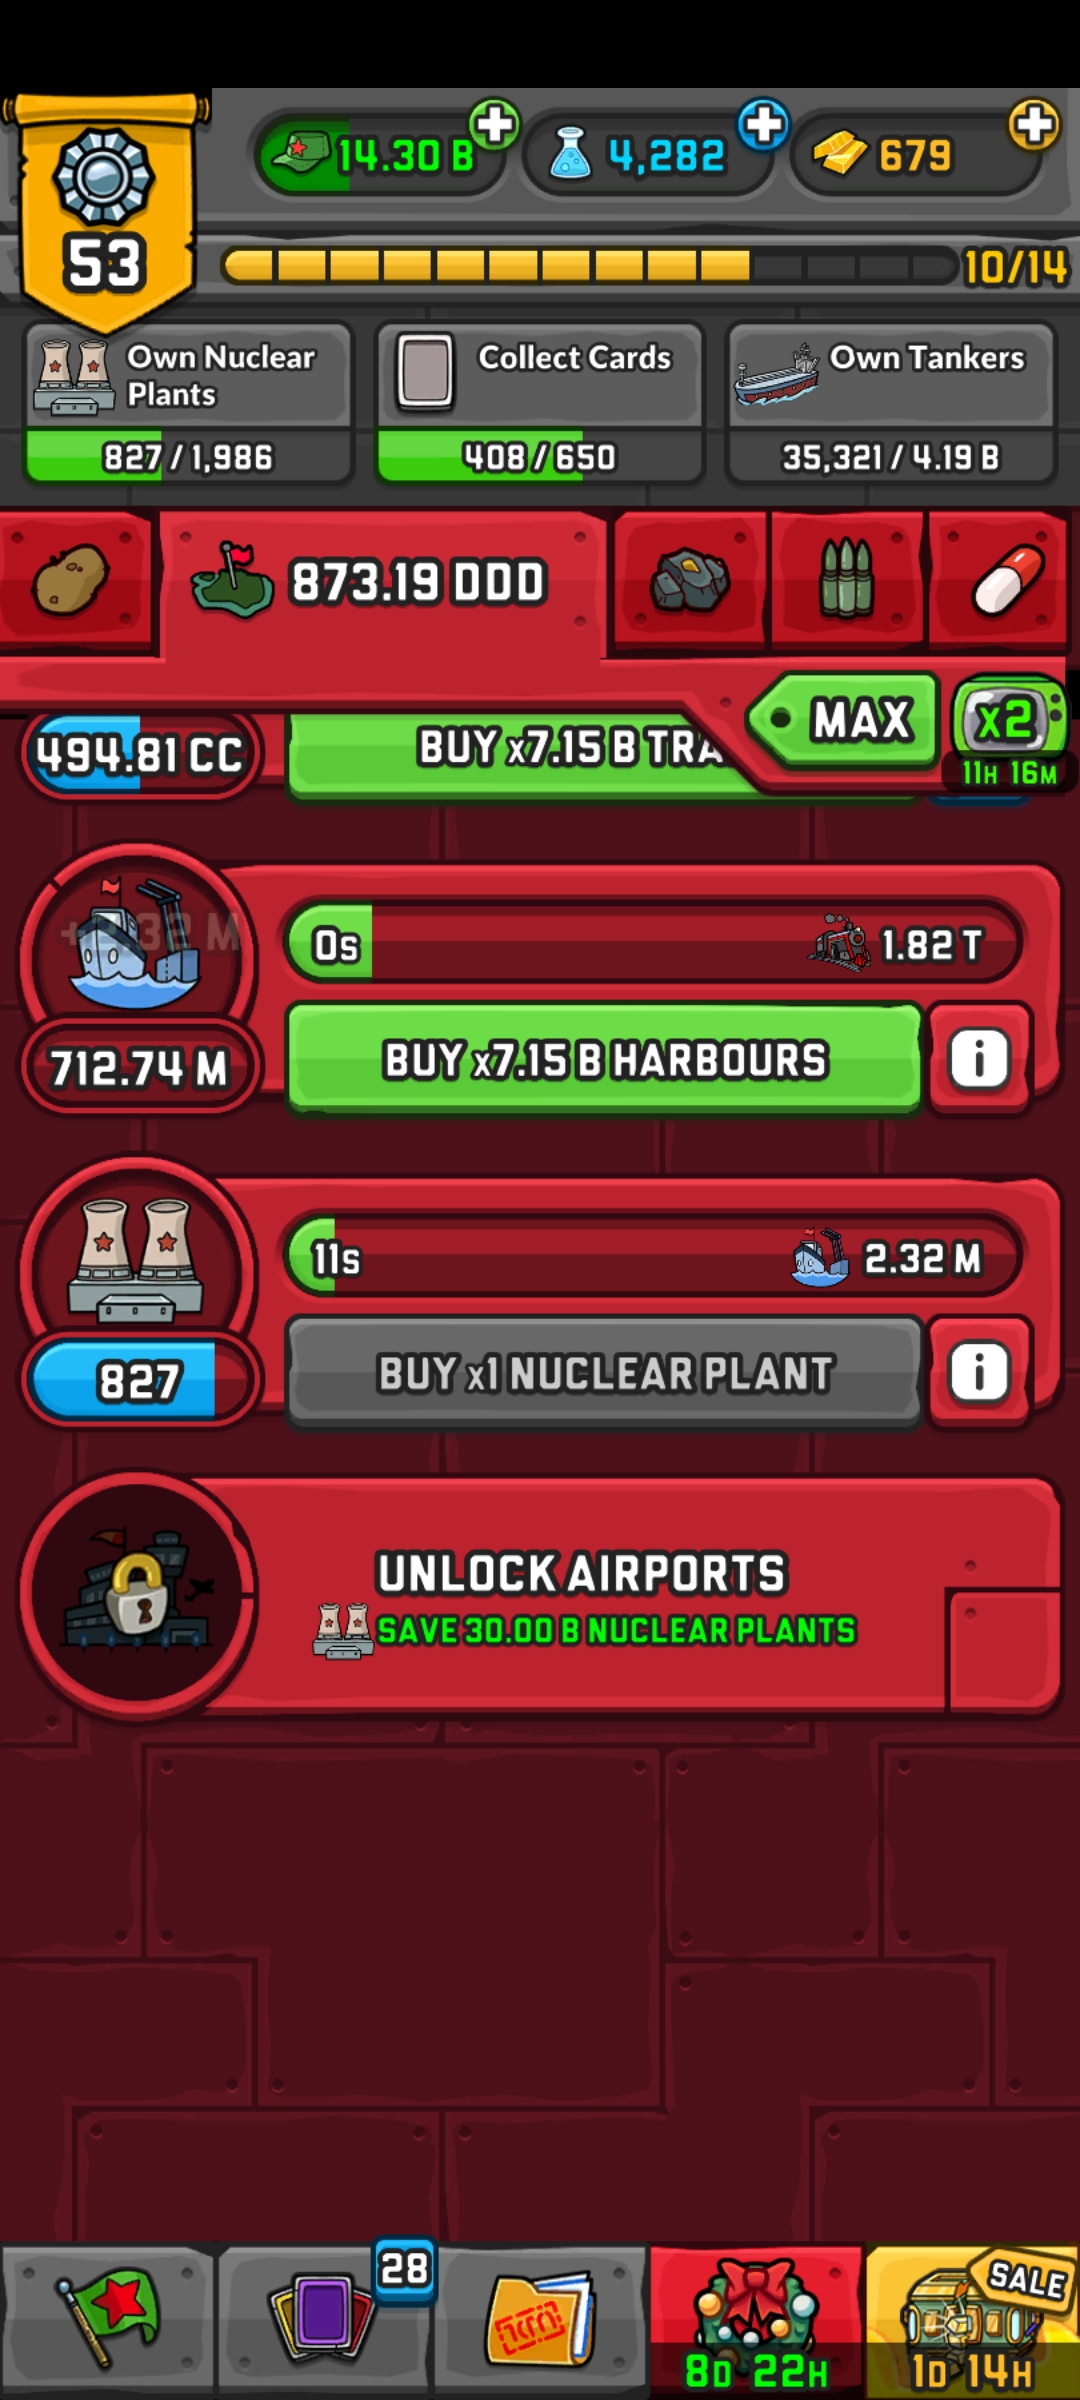 14.30 B
4,282
679
53
10/14
Own Nuclear
Plants
827 / 1,986
Collect Cards
408 / 650
Own Tankers
35,321 / 4.19 B
873.19 DDD
MAX
x2
11H 16M
494.81 CC
BUY x7.15 B TRA
0s
1.82 T
712.74 M
BUY x7.15 B HARBOURS
i
11s
2.32 M
827
BUY x1 NUCLEAR PLANT
i
UNLOCK AIRPORTS
SAVE 30.00 B NUCLEAR PLANTS
28
SALE
8D 22H
1D 14H